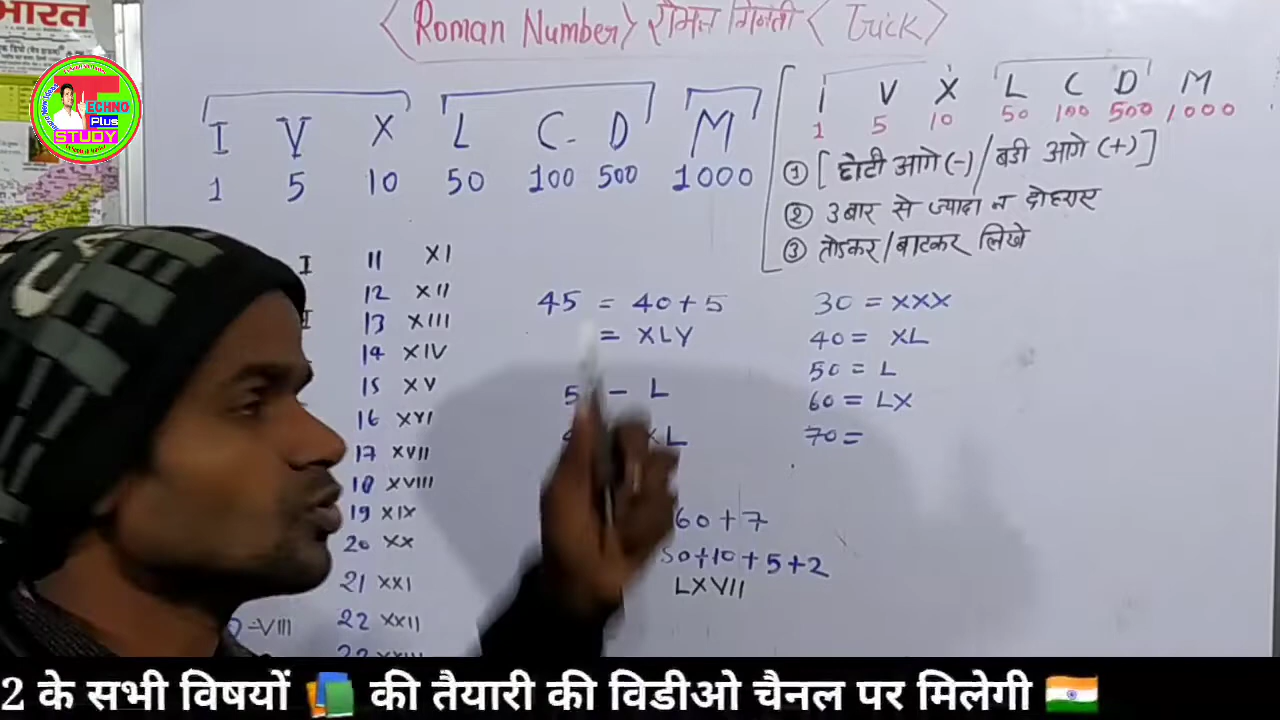 भारत
<Roman Number> रोमन गिनती <Trick>
TECHNO
Plus
STUDY
I V X L C D M
1 5 10 50 100 500 1000
I V X L C D M
1 5 10 50 100 500 1000
① [छोटी आगे (-) / बडी आगे (+)]
② 3 बार से ज्यादा न दोहराए
③ तोडकर/बाटकर लिखे
I
11 XI
12 XII
13 XIII
14 XIV
15 XV
16 XVI
17 XVII
18 XVIII
19 XIX
20 XX
21 XXI
22 XXII
=VIII
45 = 40+5
= XLV
5 - L
XL
60+7
50+10+5+2
LXVII
30 = XXX
40 = XL
50 = L
60 = LX
70 =
2 के सभी विषयों की तैयारी की विडीओ चैनल पर मिलेगी